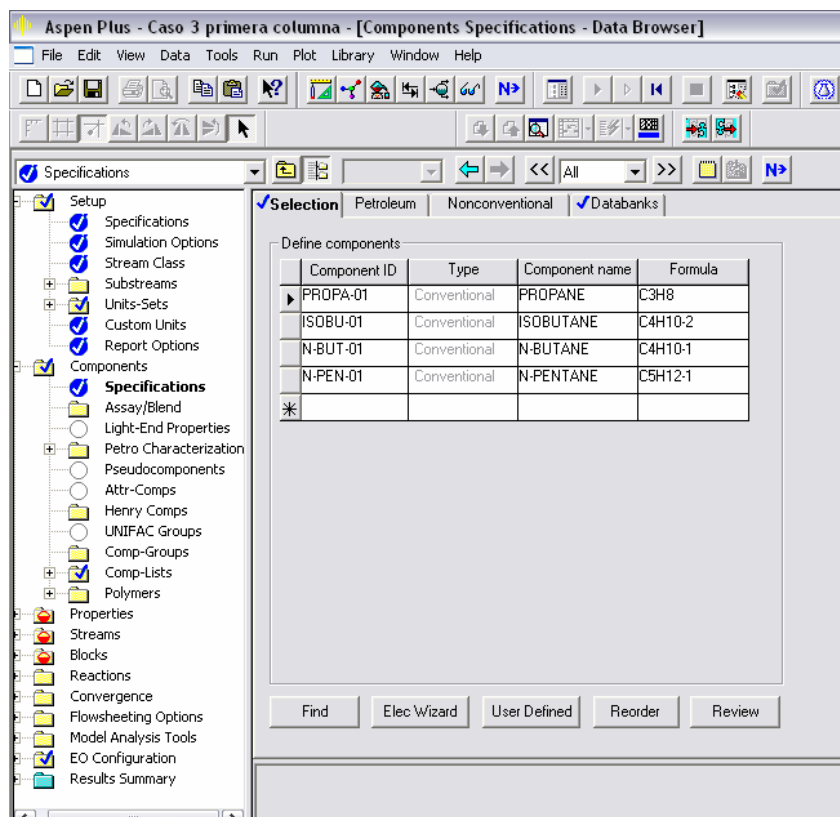 Aspen Plus - Caso 3 primera columna - [Components Specifications - Data Browser]
File Edit View Data Tools Run Plot Library Window Help
N>
Specifications
<< All >> N>
Setup
Specifications
Simulation Options
Stream Class
Substreams
Units-Sets
Custom Units
Report Options
Components
Specifications
Assay/Blend
Light-End Properties
Petro Characterization
Pseudocomponents
Attr-Comps
Henry Comps
UNIFAC Groups
Comp-Groups
Comp-Lists
Polymers
Properties
Streams
Blocks
Reactions
Convergence
Flowsheeting Options
Model Analysis Tools
EO Configuration
Results Summary
Selection Petroleum Nonconventional Databanks
Define components
Component ID Type Component name Formula
PROPA-01 Conventional PROPANE C3H8
ISOBU-01 Conventional ISOBUTANE C4H10-2
N-BUT-01 Conventional N-BUTANE C4H10-1
N-PEN-01 Conventional N-PENTANE C5H12-1
Find Elec Wizard User Defined Reorder Review